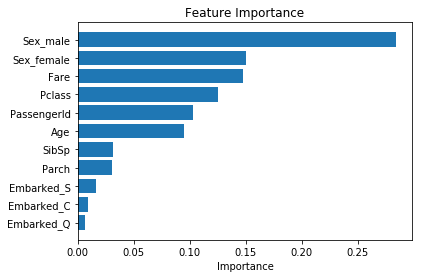 Feature Importance
Sex_male
Sex_female
Fare
Pclass
PassengerId
Age
SibSp
Parch
Embarked_S
Embarked_C
Embarked_Q
0.00 0.05 0.10 0.15 0.20 0.25
Importance